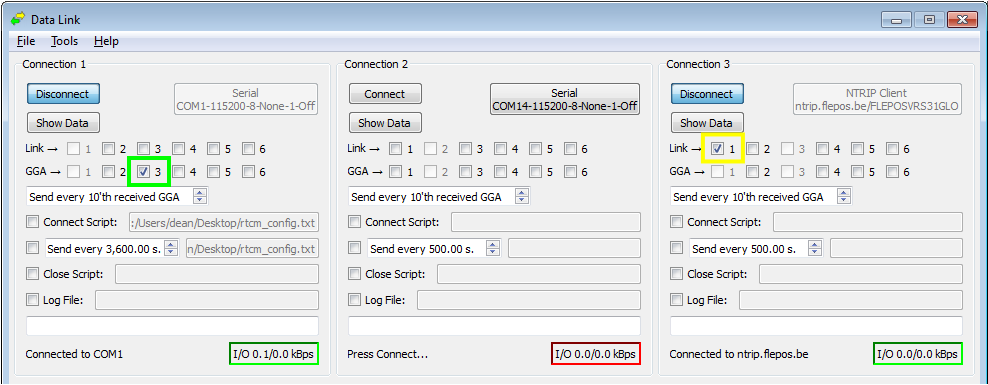 Data Link
File Tools Help
Connection 1
Disconnect
Serial
COM1-115200-8-None-1-Off
Show Data
Link → 1 2 3 4 5 6
GGA → 1 2 3 4 5 6
Send every 10'th received GGA
Connect Script: :/Users/dean/Desktop/rtcm_config.txt
Send every 3,600.00 s. n/Desktop/rtcm_config.txt
Close Script:
Log File:
Connected to COM1 I/O 0.1/0.0 kBps
Connection 2
Connect
Serial
COM14-115200-8-None-1-Off
Show Data
Link → 1 2 3 4 5 6
GGA → 1 2 3 4 5 6
Send every 10'th received GGA
Connect Script:
Send every 500.00 s.
Close Script:
Log File:
Press Connect... I/O 0.0/0.0 kBps
Connection 3
Disconnect
NTRIP Client
ntrip.flepos.be/FLEPOSVRS31GLO
Show Data
Link → 1 2 3 4 5 6
GGA → 1 2 3 4 5 6
Send every 10'th received GGA
Connect Script:
Send every 500.00 s.
Close Script:
Log File:
Connected to ntrip.flepos.be I/O 0.0/0.0 kBps